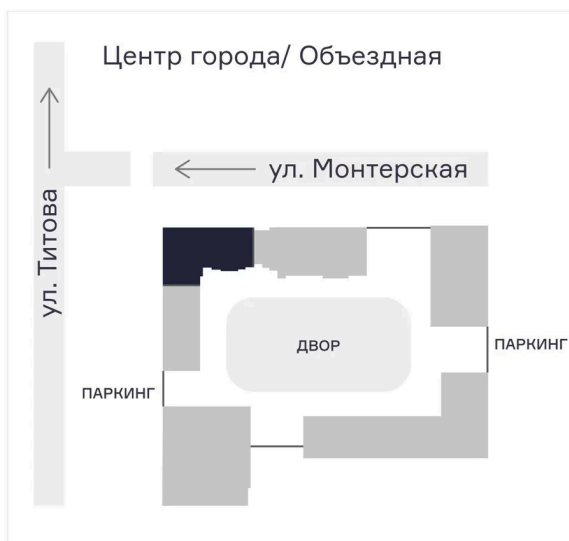 Центр города/ Объездная
ул. Монтерская
ул. Титова
ДВОР
ПАРКИНГ
ПАРКИНГ